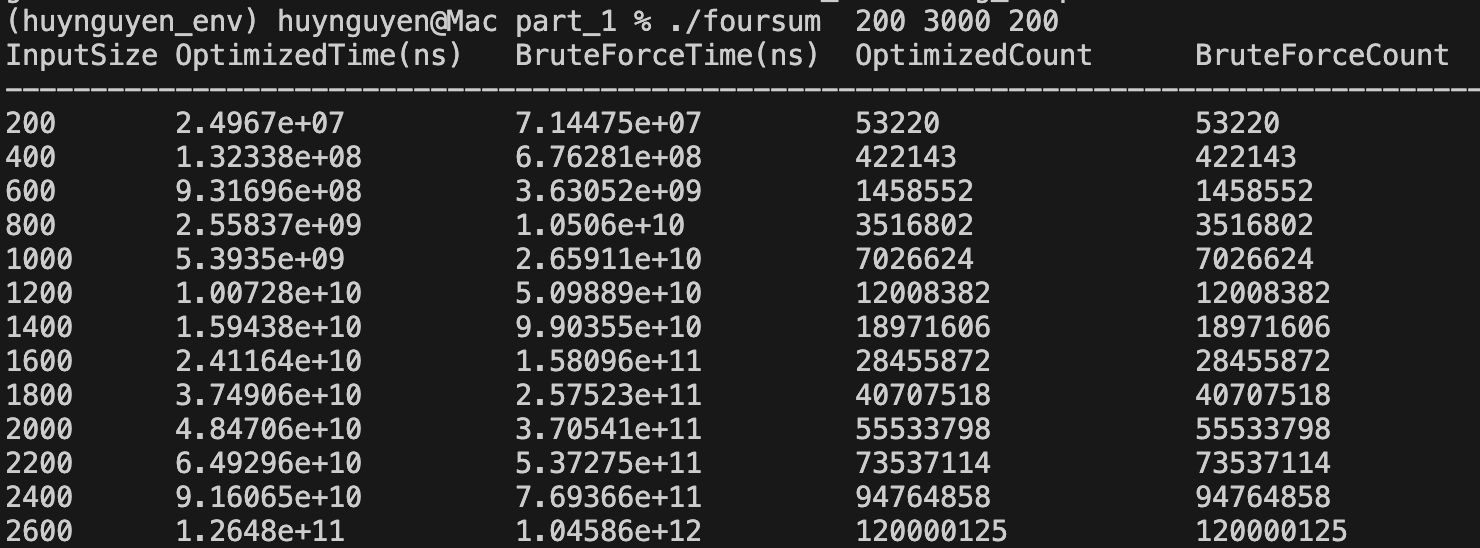 (huynguyen_env) huynguyen@Mac part_1 % ./foursum  200 3000 200
InputSize OptimizedTime(ns)   BruteForceTime(ns)  OptimizedCount      BruteForceCount
---------------------------------------------------------------------------------------
200       2.4967e+07          7.14475e+07         53220               53220
400       1.32338e+08         6.76281e+08         422143              422143
600       9.31696e+08         3.63052e+09         1458552             1458552
800       2.55837e+09         1.0506e+10          3516802             3516802
1000      5.3935e+09          2.65911e+10         7026624             7026624
1200      1.00728e+10         5.09889e+10         12008382            12008382
1400      1.59438e+10         9.90355e+10         18971606            18971606
1600      2.41164e+10         1.58096e+11         28455872            28455872
1800      3.74906e+10         2.57523e+11         40707518            40707518
2000      4.84706e+10         3.70541e+11         55533798            55533798
2200      6.49296e+10         5.37275e+11         73537114            73537114
2400      9.16065e+10         7.69366e+11         94764858            94764858
2600      1.2648e+11          1.04586e+12         120000125           120000125